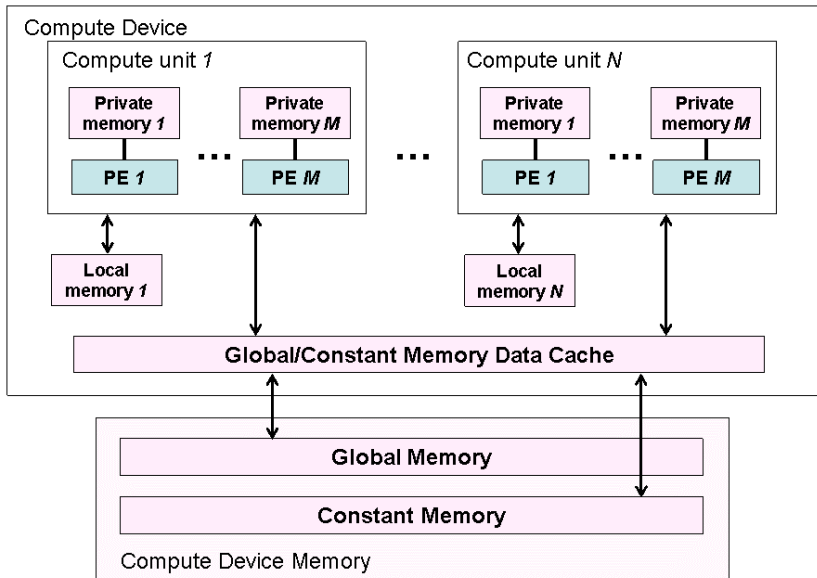 Compute Device
Compute unit 1
Compute unit N
Private
memory 1
Private
memory M
Private
memory 1
Private
memory M
...
...
...
PE 1
PE M
PE 1
PE M
Local
memory 1
Local
memory N
Global/Constant Memory Data Cache
Global Memory
Constant Memory
Compute Device Memory